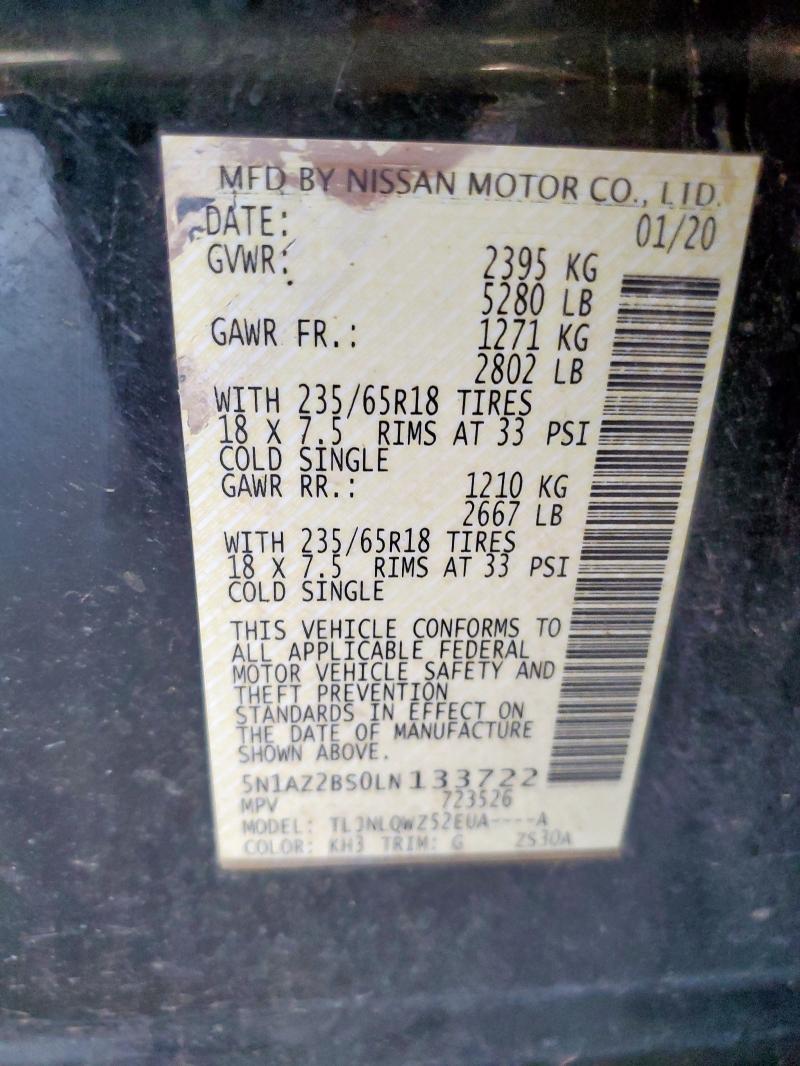 MFD BY NISSAN MOTOR CO., LTD.
DATE: 01/20
GVWR: 2395 KG
5280 LB
GAWR FR.: 1271 KG
2802 LB
WITH 235/65R18 TIRES
18 X 7.5 RIMS AT 33 PSI
COLD SINGLE
GAWR RR.: 1210 KG
2667 LB
WITH 235/65R18 TIRES
18 X 7.5 RIMS AT 33 PSI
COLD SINGLE
THIS VEHICLE CONFORMS TO
ALL APPLICABLE FEDERAL
MOTOR VEHICLE SAFETY AND
THEFT PREVENTION
STANDARDS IN EFFECT ON
THE DATE OF MANUFACTURE
SHOWN ABOVE.
5N1AZ2BS0LN133722
MPV 723526
MODEL: TLJNLQWZ52EUA----A
COLOR: KH3 TRIM: G ZS30A